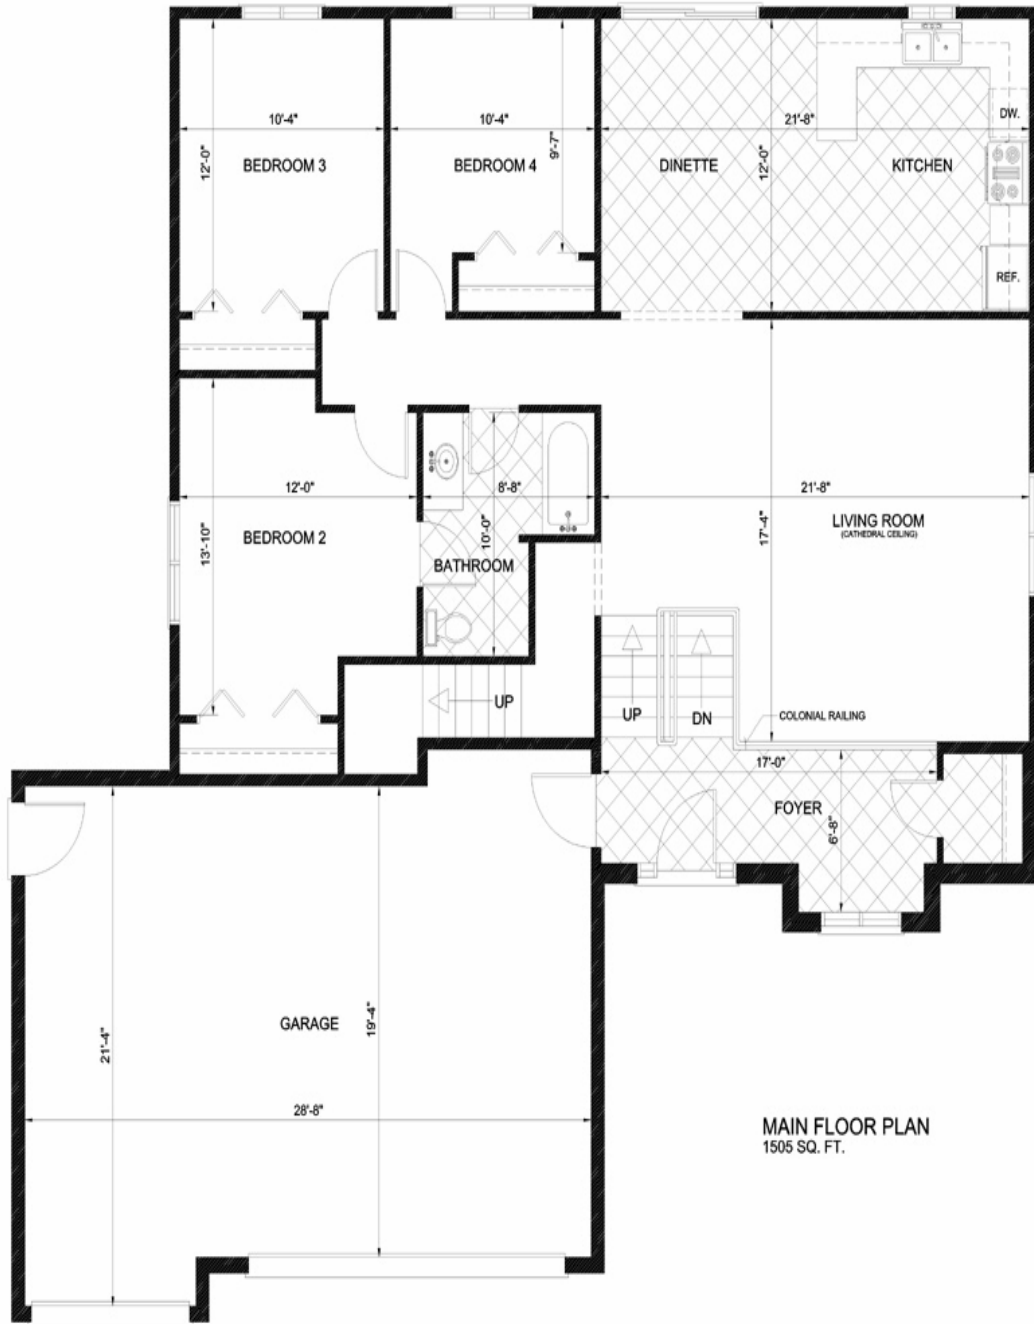 10'-4"
BEDROOM 3
12'-0"
10'-4"
BEDROOM 4
9'-7"
21'-8"
DINETTE
12'-0"
KITCHEN
DW.
REF.
12'-0"
BEDROOM 2
13'-10"
8'-8"
10'-0"
BATHROOM
21'-8"
LIVING ROOM
(CATHEDRAL CEILING)
17'-4"
UP
UP
DN
COLONIAL RAILING
17'-0"
FOYER
6'-8"
GARAGE
21'-4"
19'-4"
28'-8"
MAIN FLOOR PLAN
1505 SQ. FT.